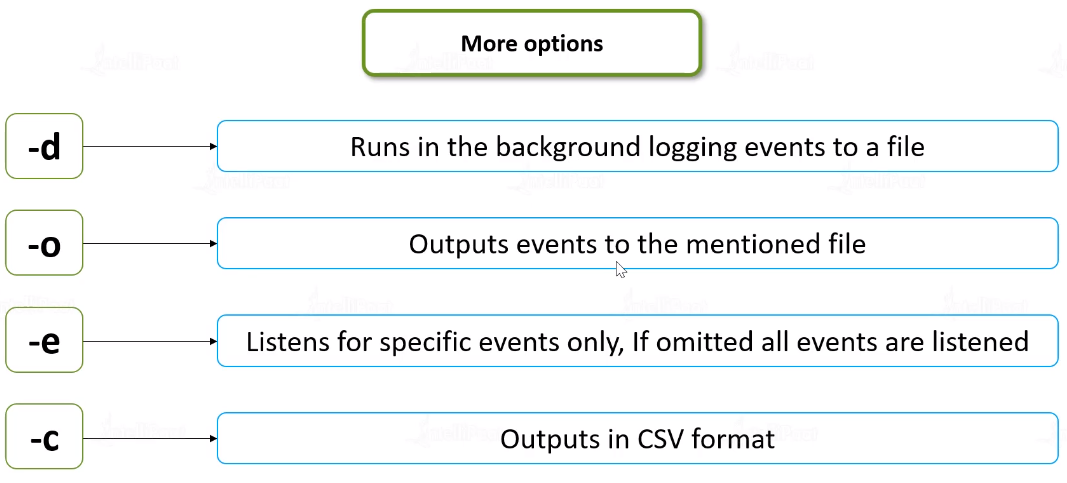 More options
-d
Runs in the background logging events to a file
-o
Outputs events to the mentioned file
-e
Listens for specific events only, If omitted all events are listened
-c
Outputs in CSV format